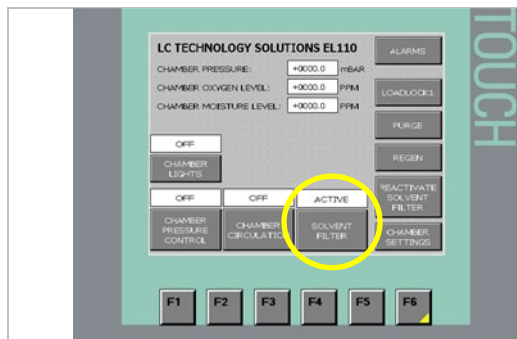 LC TECHNOLOGY SOLUTIONS EL110
CHAMBER PRESSURE: +0000.0 mBAR
CHAMBER OXYGEN LEVEL: +0000.0 PPM
CHAMBER MOISTURE LEVEL: +0000.0 PPM
ALARMS
LOADLOCK1
PURGE
REGEN
REACTIVATE
SOLVENT
FILTER
CHAMBER
SETTINGS
OFF
CHAMBER
LIGHTS
OFF
CHAMBER
PRESSURE
CONTROL
OFF
CHAMBER
CIRCULATION
ACTIVE
SOLVENT
FILTER
TOUCH
F1 F2 F3 F4 F5 F6